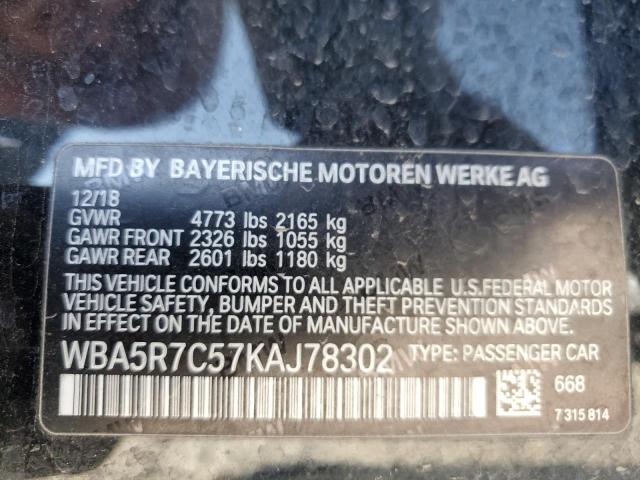 MFD BY BAYERISCHE MOTOREN WERKE AG
12/18
GVWR 4773 lbs 2165 kg
GAWR FRONT 2326 lbs 1055 kg
GAWR REAR 2601 lbs 1180 kg
THIS VEHICLE CONFORMS TO ALL APPLICABLE U.S.FEDERAL MOTOR
VEHICLE SAFETY, BUMPER AND THEFT PREVENTION STANDARDS
IN EFFECT ON THE DATE OF MANUFACTURE SHOWN ABOVE.
WBA5R7C57KAJ78302 TYPE: PASSENGER CAR
668
7 315 814